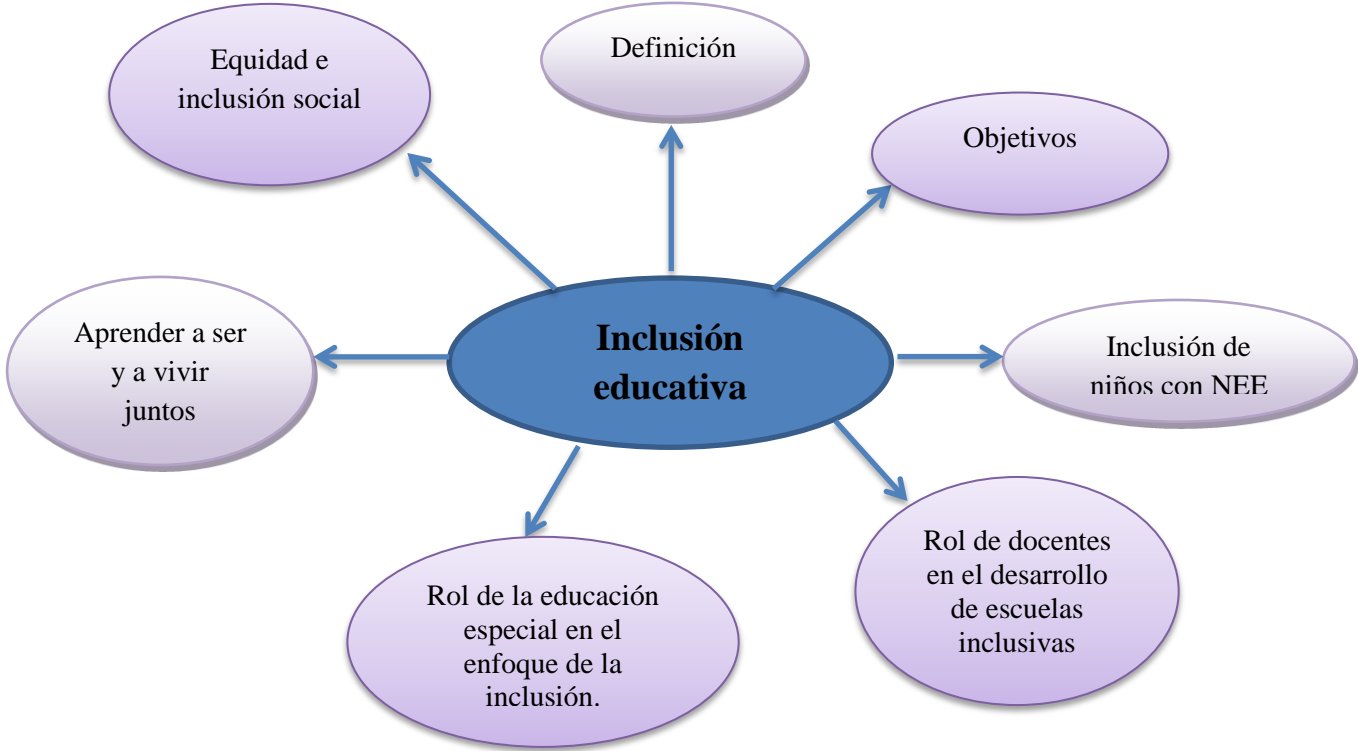 Equidad e
inclusión social
Definición
Objetivos
Aprender a ser
y a vivir
juntos
Inclusión
educativa
Inclusión de
niños con NEE
Rol de la educación
especial en el
enfoque de la
inclusión.
Rol de docentes
en el desarrollo
de escuelas
inclusivas